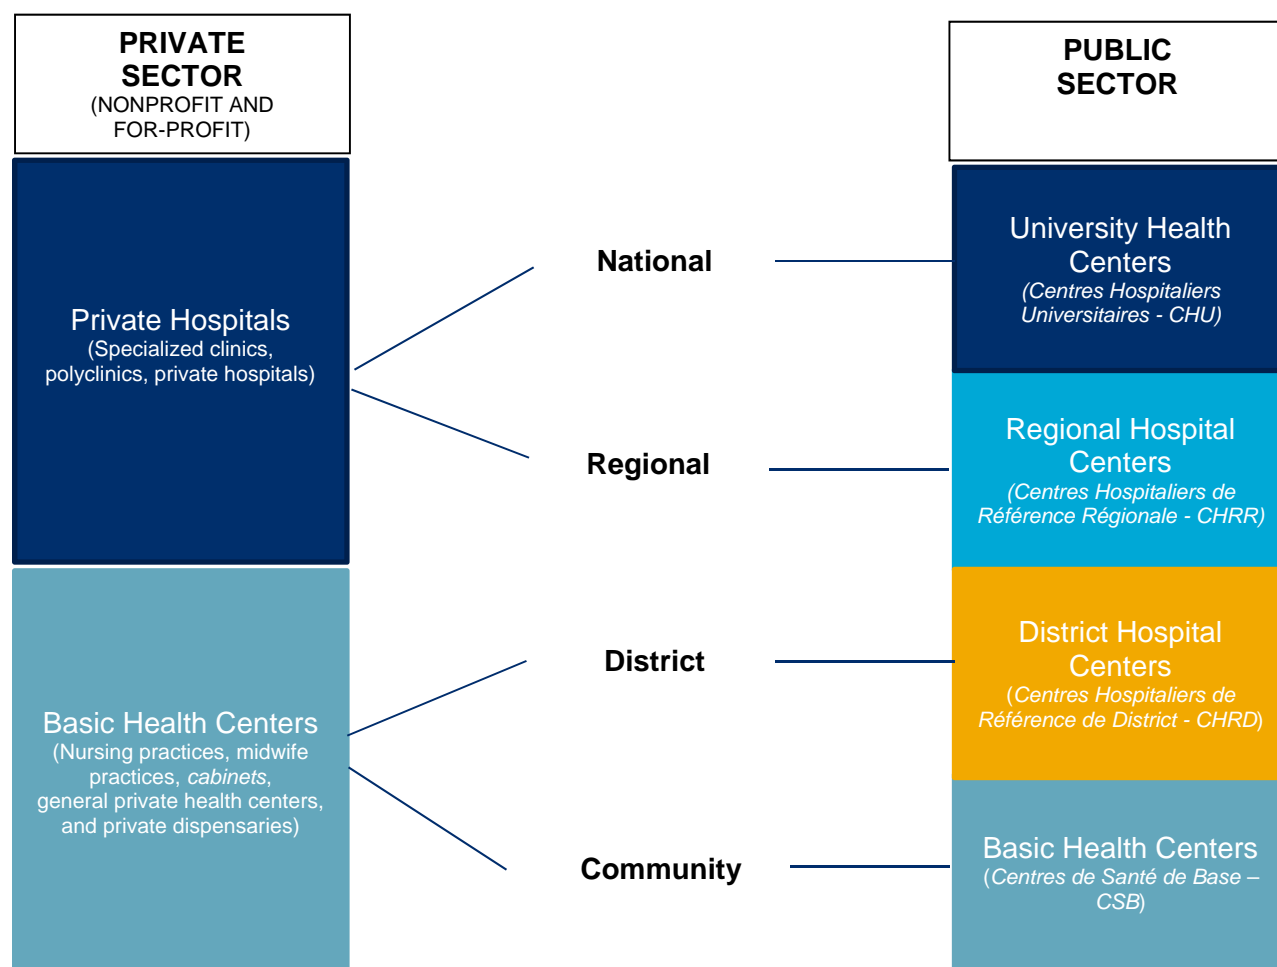 PRIVATE
SECTOR
(NONPROFIT AND
FOR-PROFIT)
Private Hospitals
(Specialized clinics,
polyclinics, private hospitals)
Basic Health Centers
(Nursing practices, midwife
practices, cabinets,
general private health centers,
and private dispensaries)
National
Regional
District
Community
PUBLIC
SECTOR
University Health
Centers
(Centres Hospitaliers
Universitaires - CHU)
Regional Hospital
Centers
(Centres Hospitaliers de
Référence Régionale - CHRR)
District Hospital
Centers
(Centres Hospitaliers de
Référence de District - CHRD)
Basic Health Centers
(Centres de Santé de Base –
CSB)